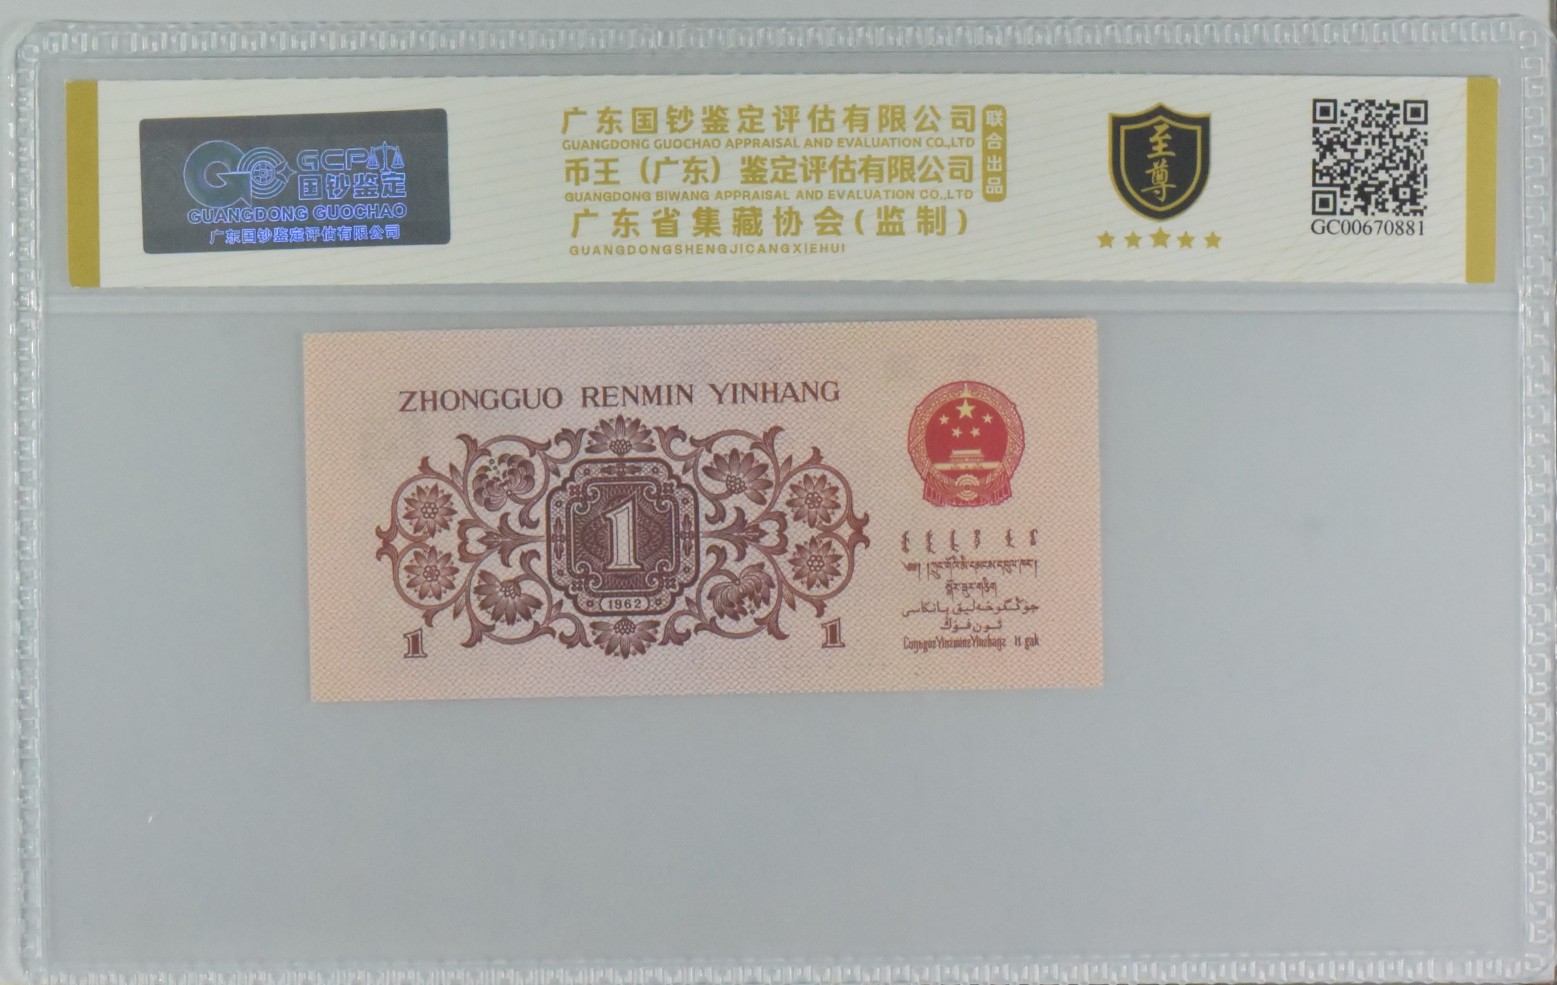 GCP
国钞鉴定
GUANGDONG GUOCHAO
广东国钞鉴定评估有限公司
广东国钞鉴定评估有限公司
GUANGDONG GUOCHAO APPRAISAL AND EVALUATION CO.,LTD
币王（广东）鉴定评估有限公司
GUANGDONG BIWANG APPRAISAL AND EVALUATION CO.,LTD
广东省集藏协会(监制)
GUANGDONGSHENGJICANGXIEHUI
联合出品
至尊
GC00670881
ZHONGGUO RENMIN YINHANG
1
1962
1
1
جۇڭگوخەلىق بانكاسى
ئون فۇڭ